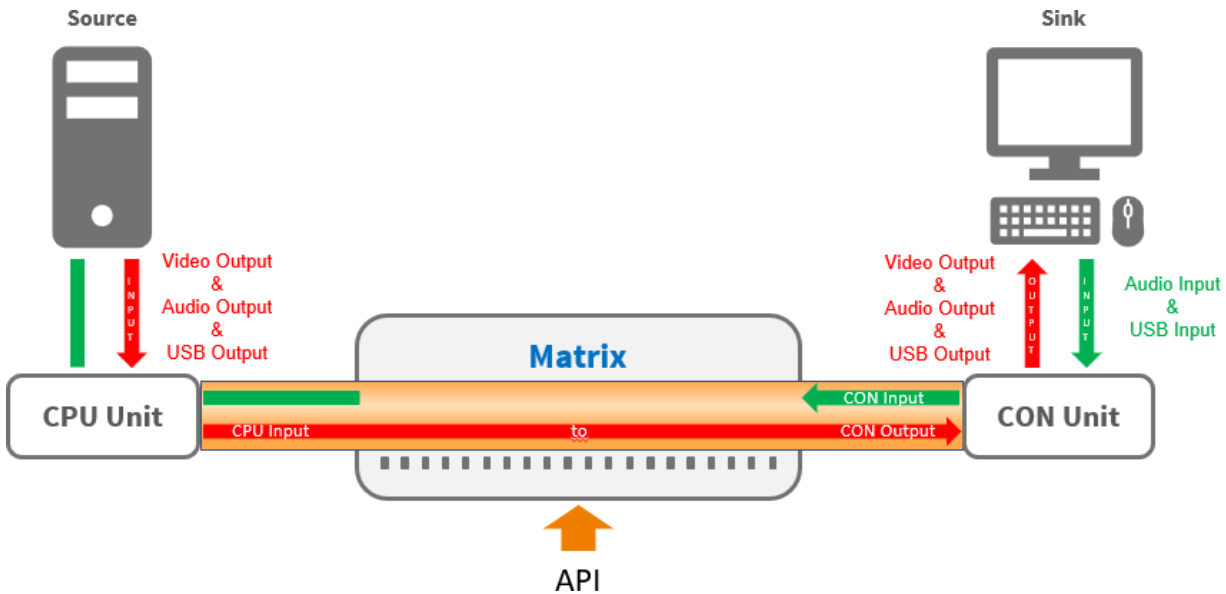 Source
Sink
INPUT
Video Output
&
Audio Output
&
USB Output
Video Output
&
Audio Output
&
USB Output
OUTPUT
INPUT
Audio Input
&
USB Input
Matrix
CPU Unit
CON Input
CPU Input to CON Output
CON Unit
API